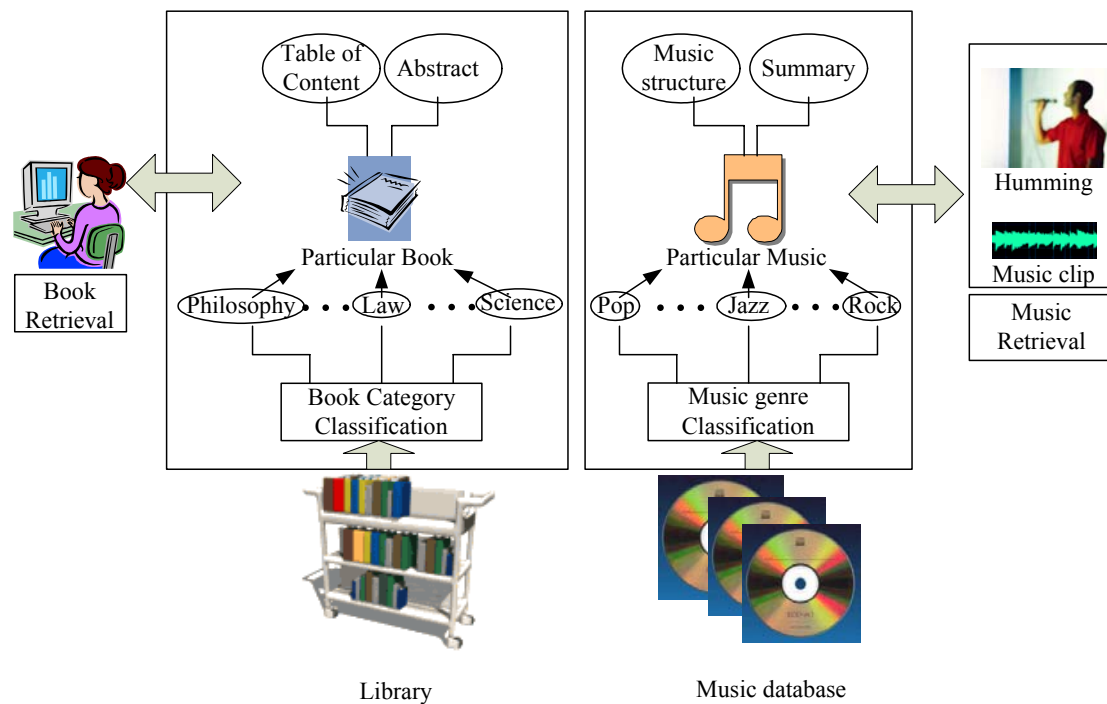 Table of
Content
Abstract
Particular Book
Philosophy
Law
Science
Book Category
Classification
Book
Retrieval
Library
Music
structure
Summary
Particular Music
Pop
Jazz
Rock
Music genre
Classification
Humming
Music clip
Music
Retrieval
Music database